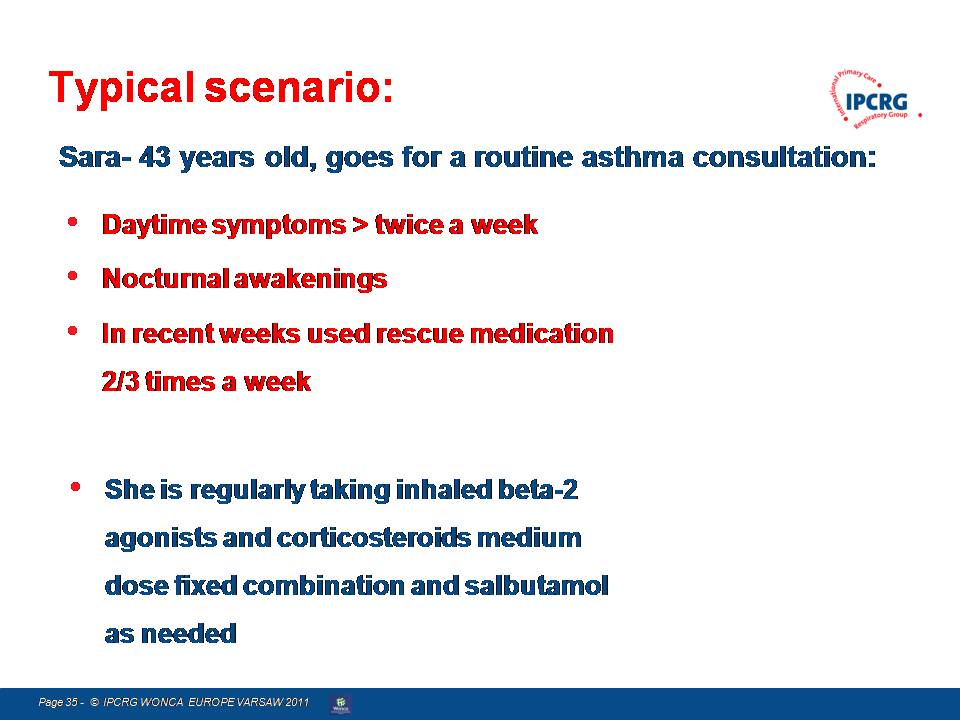 Typical scenario:
International Primary Care
IPCRG
Respiratory Group
Sara- 43 years old, goes for a routine asthma consultation:
• Daytime symptoms > twice a week
• Nocturnal awakenings
• In recent weeks used rescue medication
2/3 times a week
• She is regularly taking inhaled beta-2
agonists and corticosteroids medium
dose fixed combination and salbutamol
as needed
Page 35 - © IPCRG WONCA EUROPE VARSAW 2011
Wonca